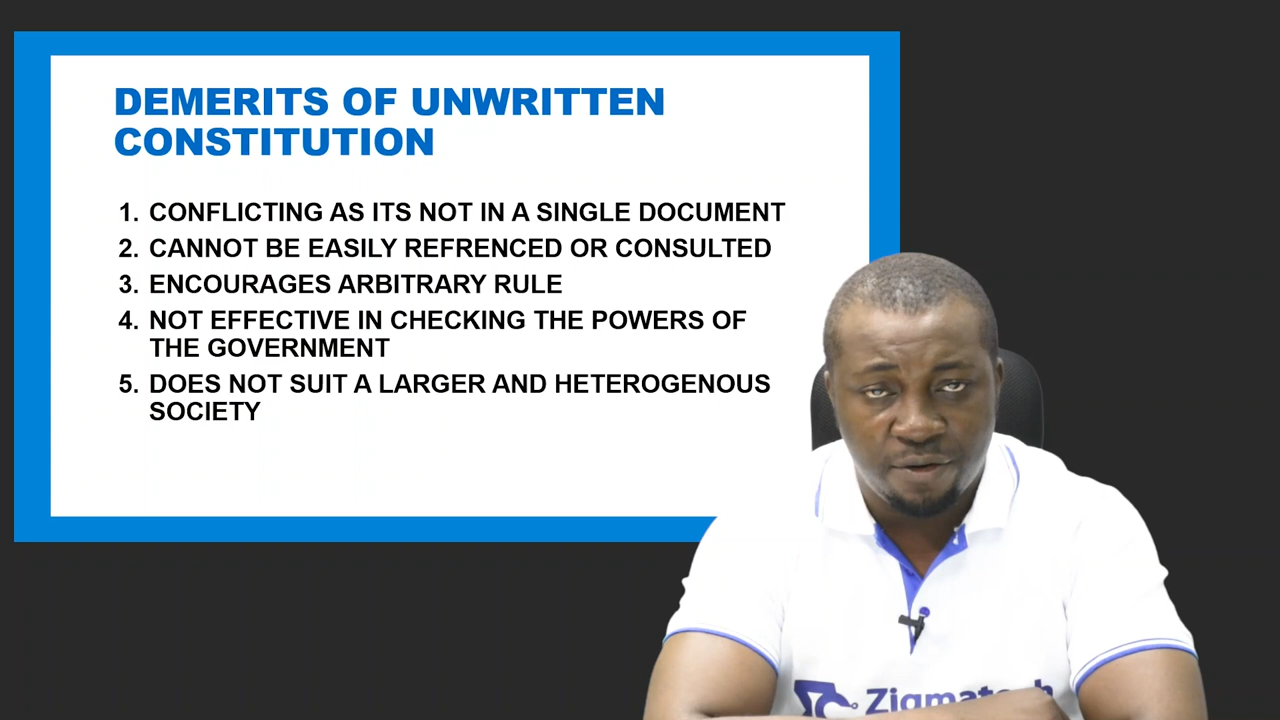 DEMERITS OF UNWRITTEN
CONSTITUTION
1. CONFLICTING AS ITS NOT IN A SINGLE DOCUMENT
2. CANNOT BE EASILY REFRENCED OR CONSULTED
3. ENCOURAGES ARBITRARY RULE
4. NOT EFFECTIVE IN CHECKING THE POWERS OF
THE GOVERNMENT
5. DOES NOT SUIT A LARGER AND HETEROGENOUS
SOCIETY
Zigmatech